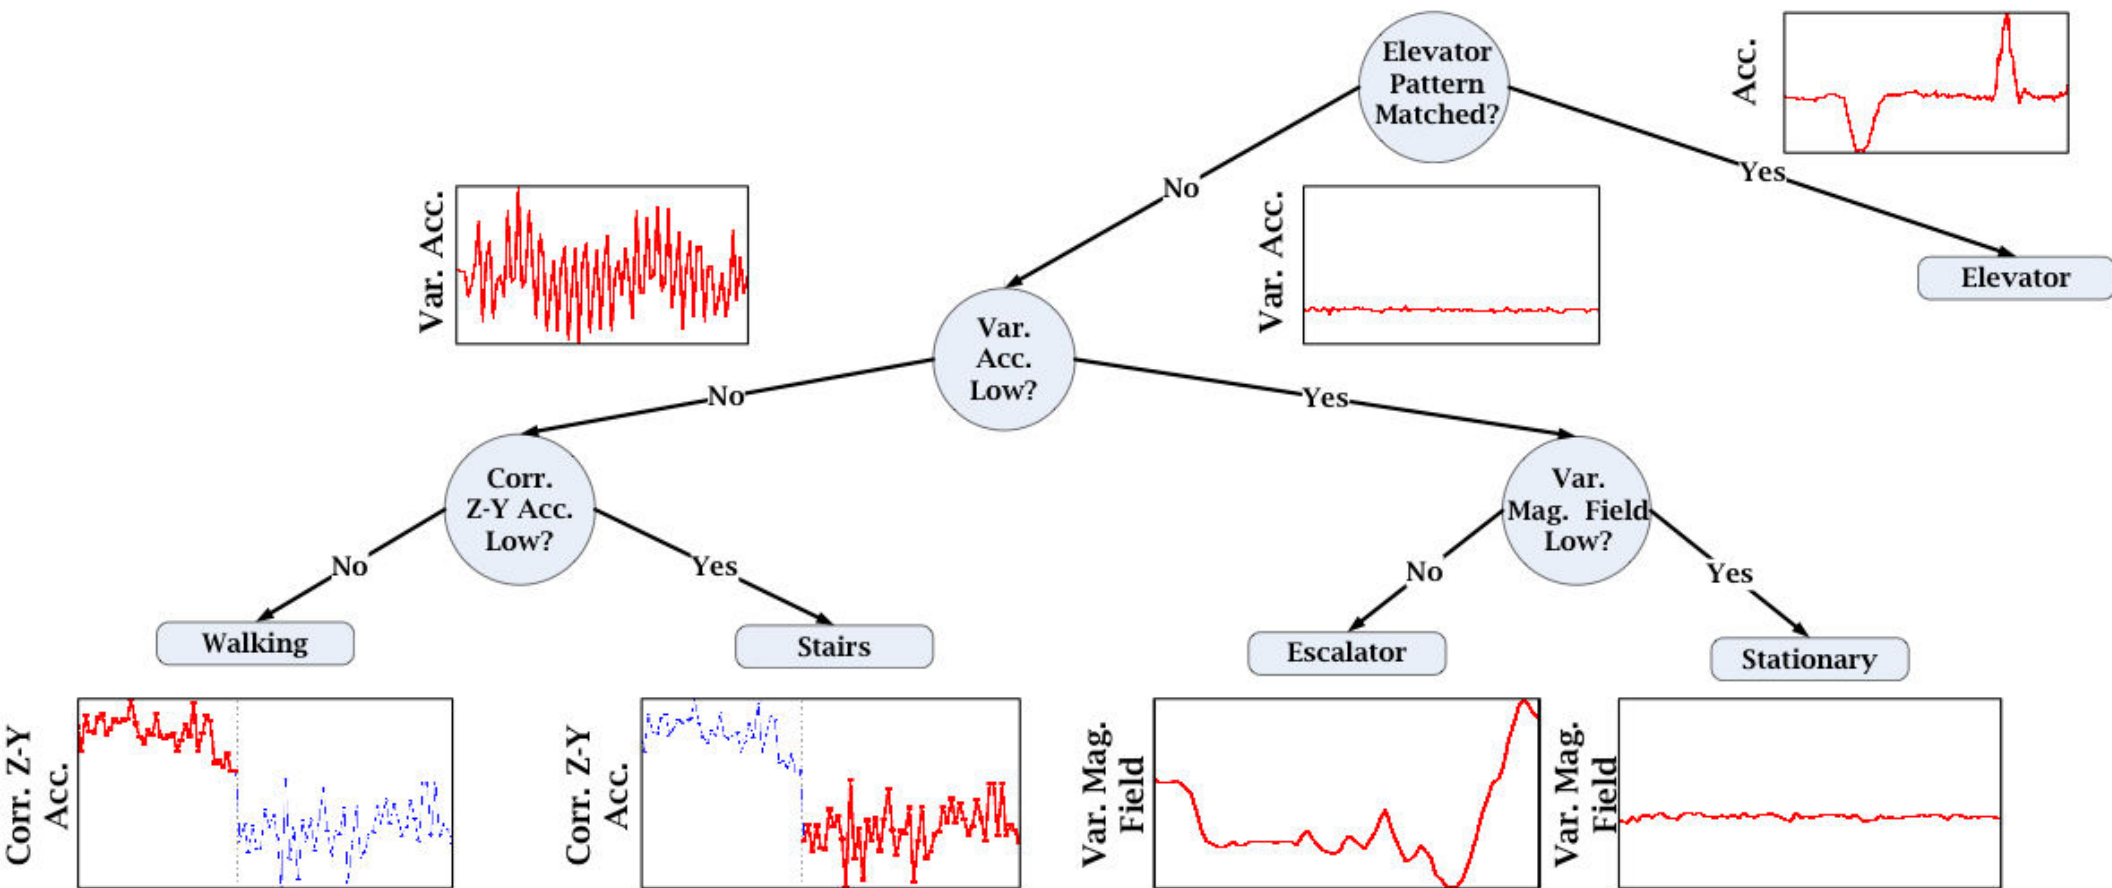 Elevator
Pattern
Matched?
Acc.
No
Yes
Var. Acc.
Var. Acc.
Elevator
Var.
Acc.
Low?
No
Yes
Corr.
Z-Y Acc.
Low?
Var.
Mag. Field
Low?
No
Yes
No
Yes
Walking
Stairs
Escalator
Stationary
Corr. Z-Y
Acc.
Corr. Z-Y
Acc.
Var. Mag.
Field
Var. Mag.
Field